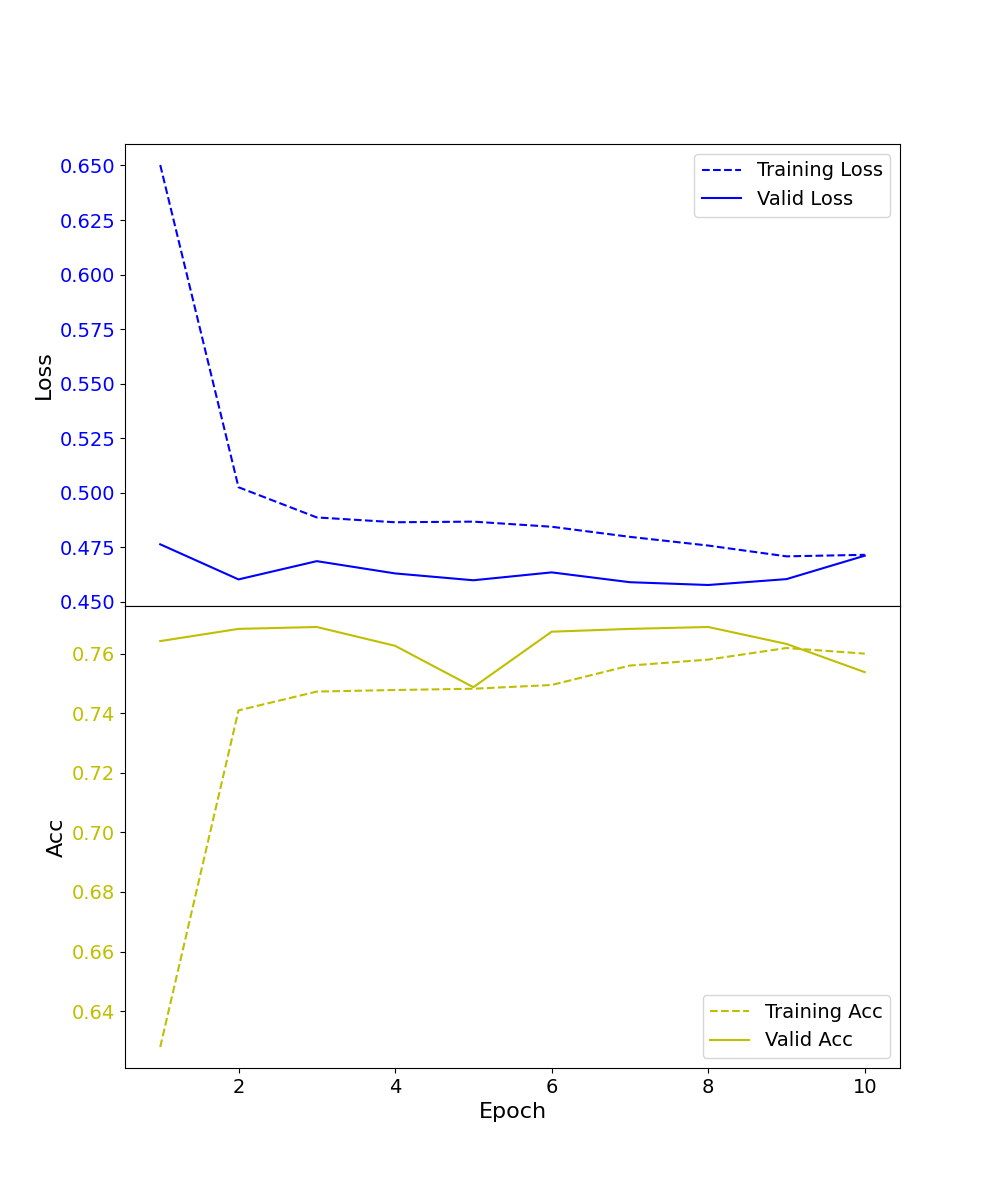 0.650
0.625
0.600
0.575
0.550
0.525
0.500
0.475
0.450
Loss
Training Loss
Valid Loss
0.76
0.74
0.72
0.70
0.68
0.66
0.64
Acc
Training Acc
Valid Acc
2 4 6 8 10
Epoch